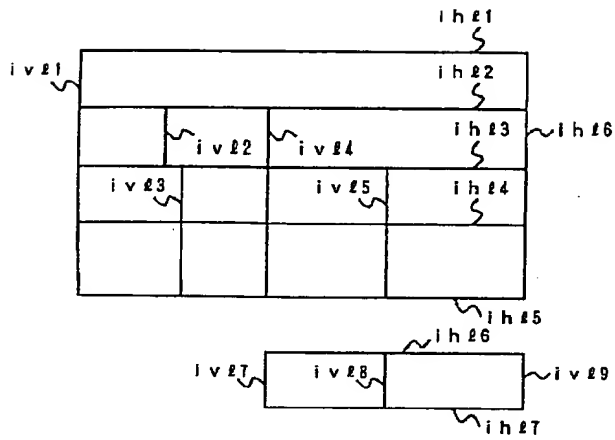 ihℓ1
ivℓ1
ihℓ2
ihℓ3
ihℓ6
ivℓ2
ivℓ4
ivℓ3
ivℓ5
ihℓ4
ihℓ5
ihℓ6
ivℓ7
ivℓ8
ivℓ9
ihℓ7